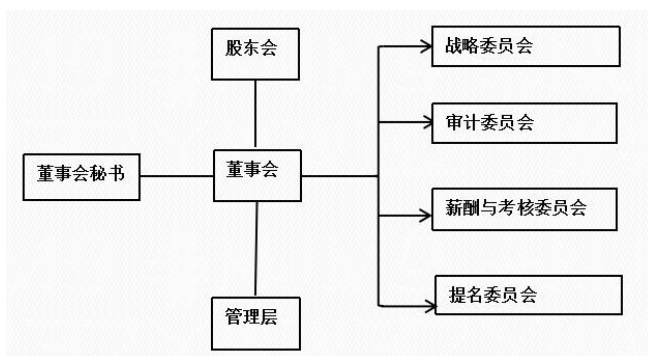 股东会
战略委员会
审计委员会
董事会秘书
董事会
薪酬与考核委员会
提名委员会
管理层